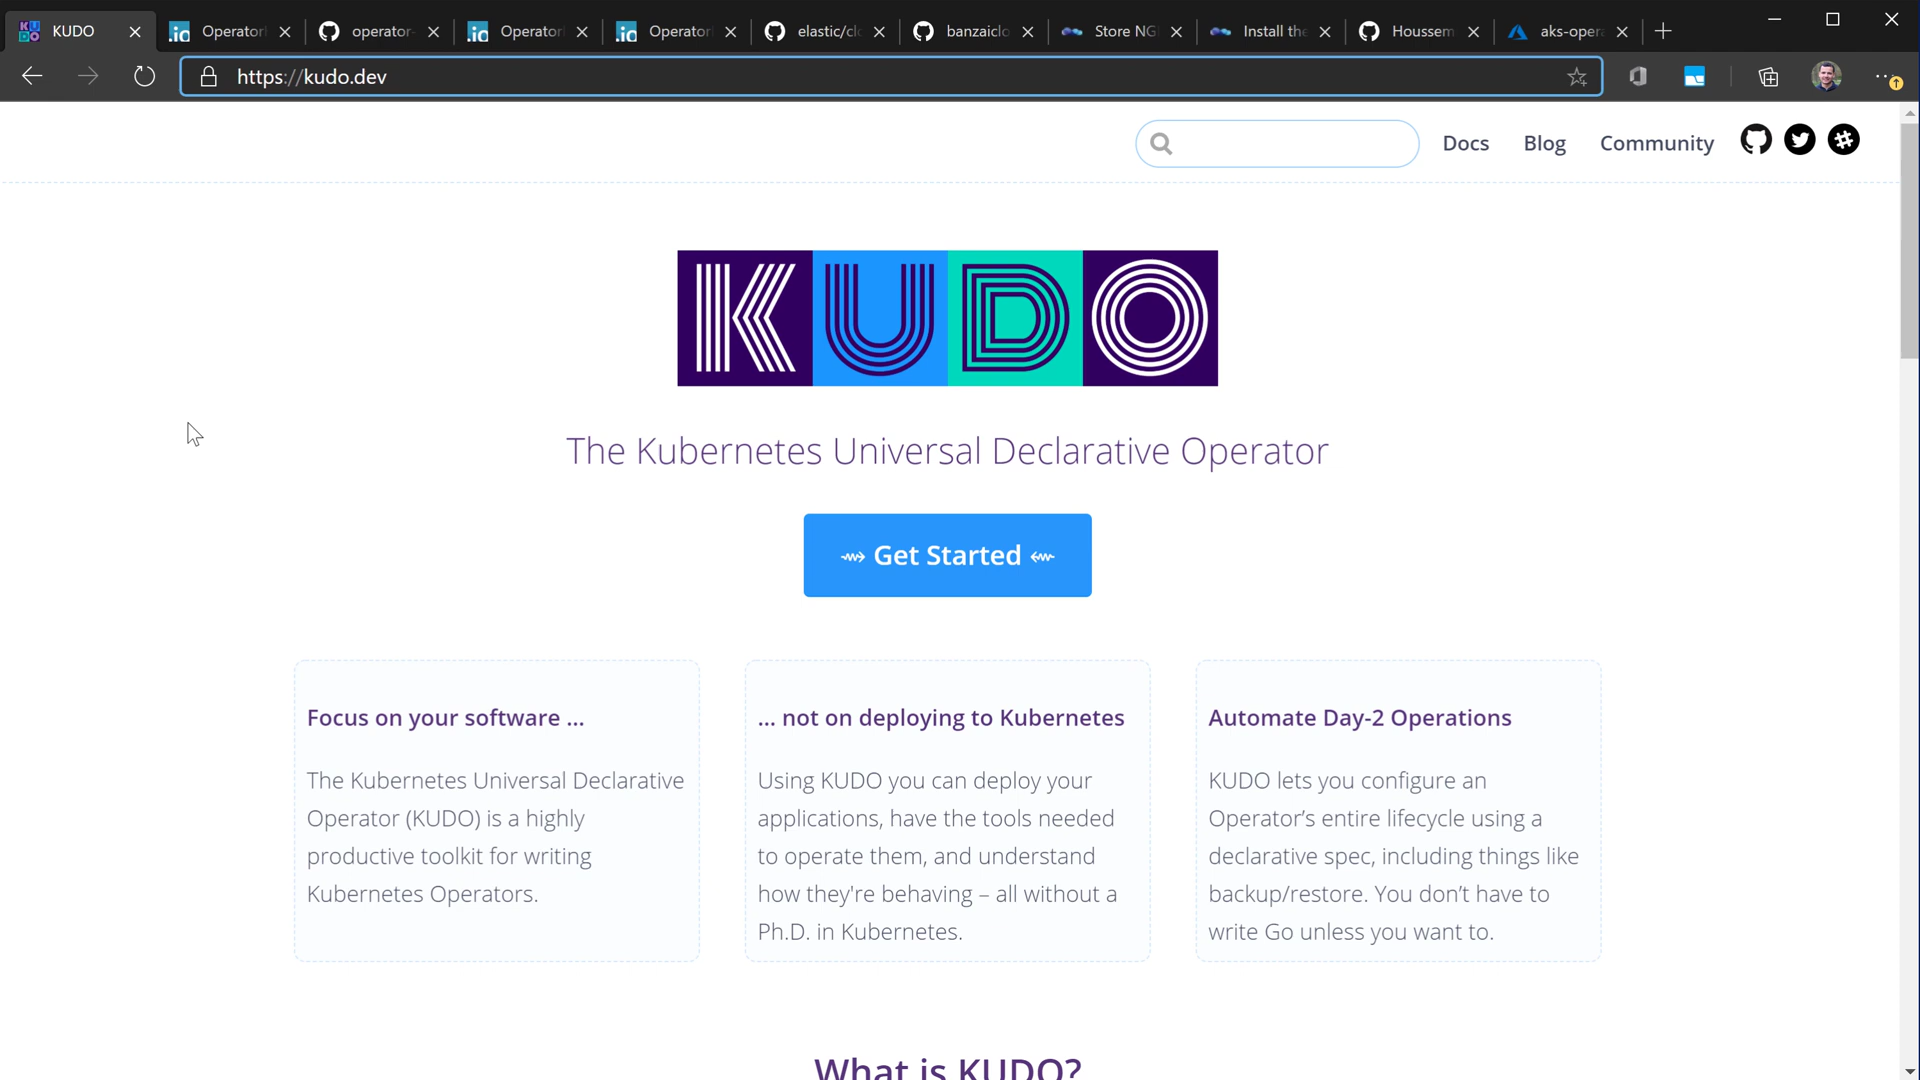 KUDO
Operator
operator-
Operator
Operator
elastic/clo
banzaiclo
Store NG
Install the
Houssem
aks-oper
https://kudo.dev
Docs
Blog
Community
KUDO
The Kubernetes Universal Declarative Operator
Get Started
Focus on your software ...
The Kubernetes Universal Declarative
Operator (KUDO) is a highly
productive toolkit for writing
Kubernetes Operators.
... not on deploying to Kubernetes
Using KUDO you can deploy your
applications, have the tools needed
to operate them, and understand
how they're behaving – all without a
Ph.D. in Kubernetes.
Automate Day-2 Operations
KUDO lets you configure an
Operator’s entire lifecycle using a
declarative spec, including things like
backup/restore. You don’t have to
write Go unless you want to.
What is KUDO?